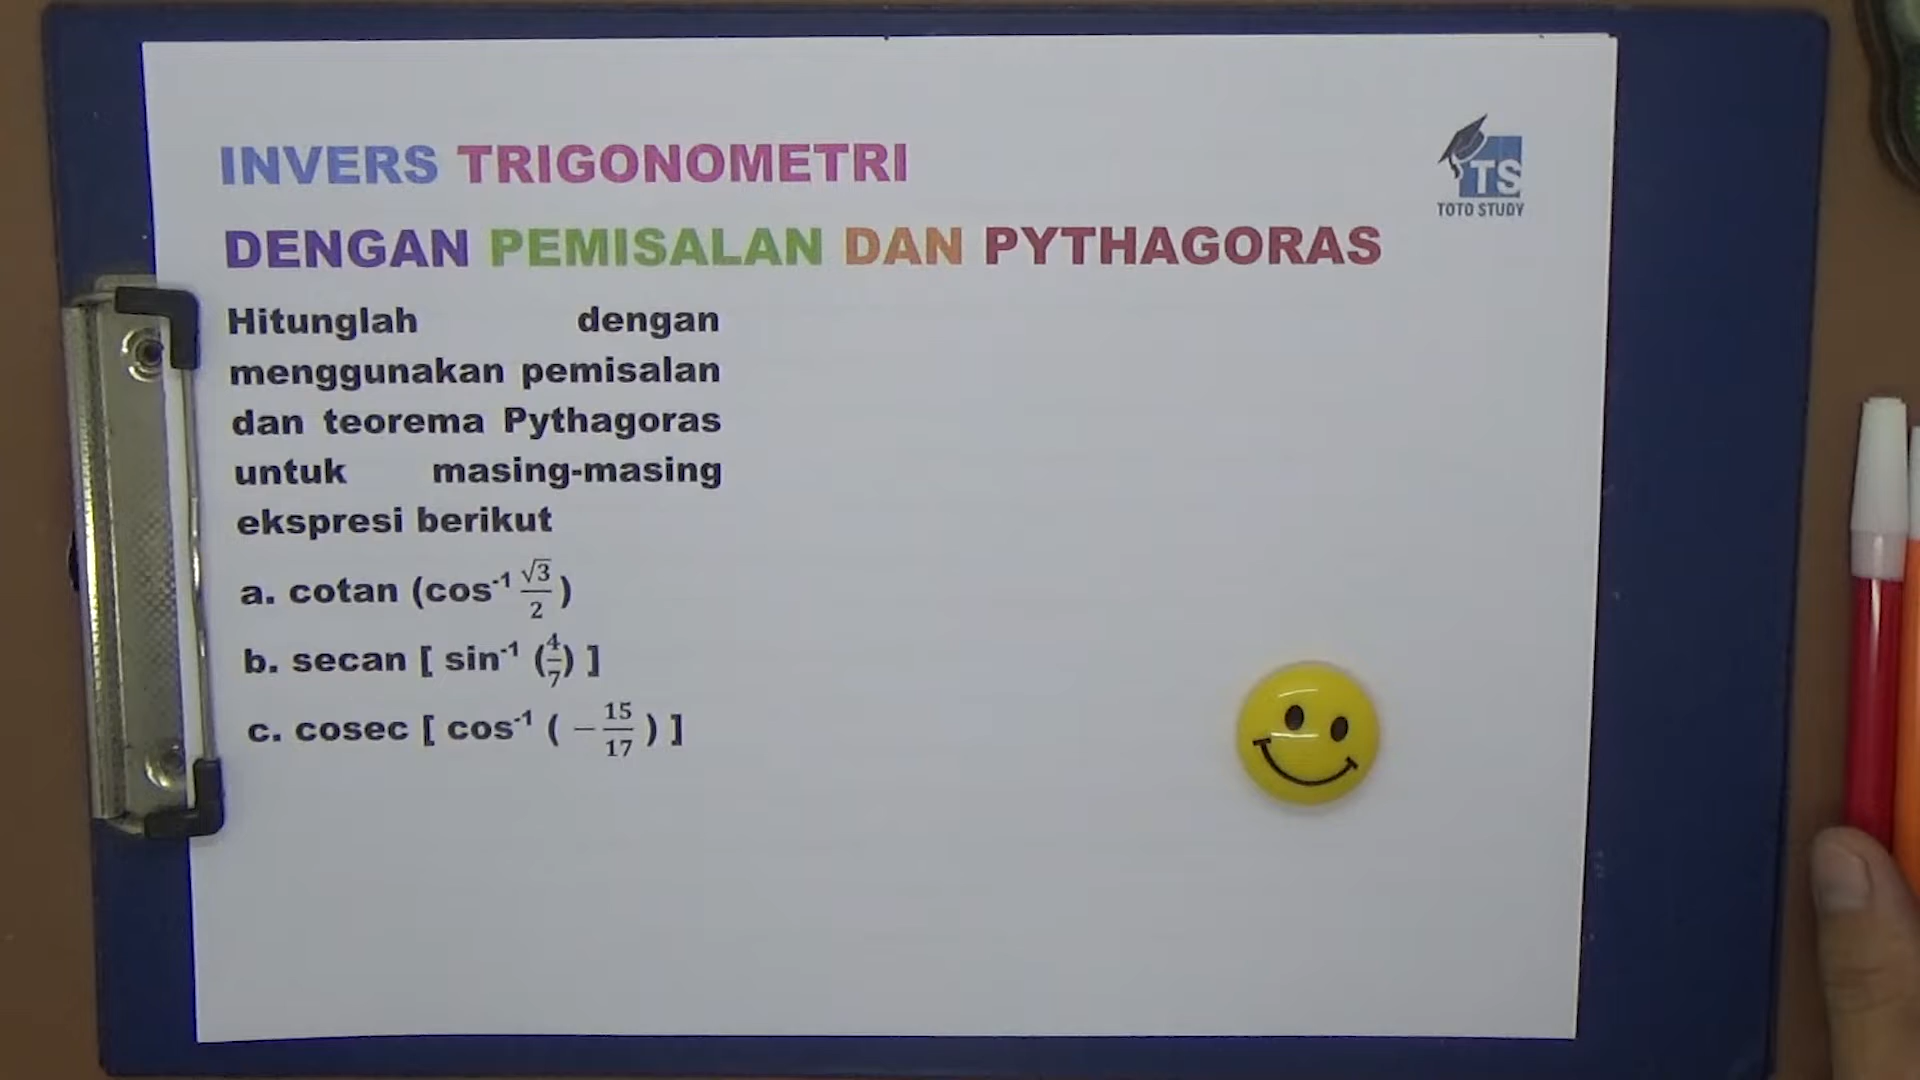 INVERS TRIGONOMETRI
TS
TOTO STUDY
DENGAN PEMISALAN DAN PYTHAGORAS
Hitunglah dengan
menggunakan pemisalan
dan teorema Pythagoras
untuk masing-masing
ekspresi berikut
a. cotan (cos⁻¹ √3/2 )
b. secan [ sin⁻¹ (4/7) ]
c. cosec [ cos⁻¹ ( − 15/17 ) ]